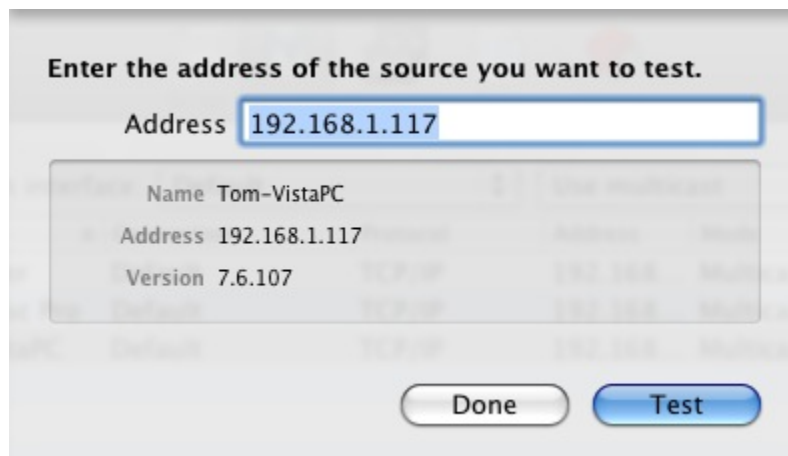 Enter the address of the source you want to test.
Address 192.168.1.117
Name Tom-VistaPC
Address 192.168.1.117
Version 7.6.107
Done Test